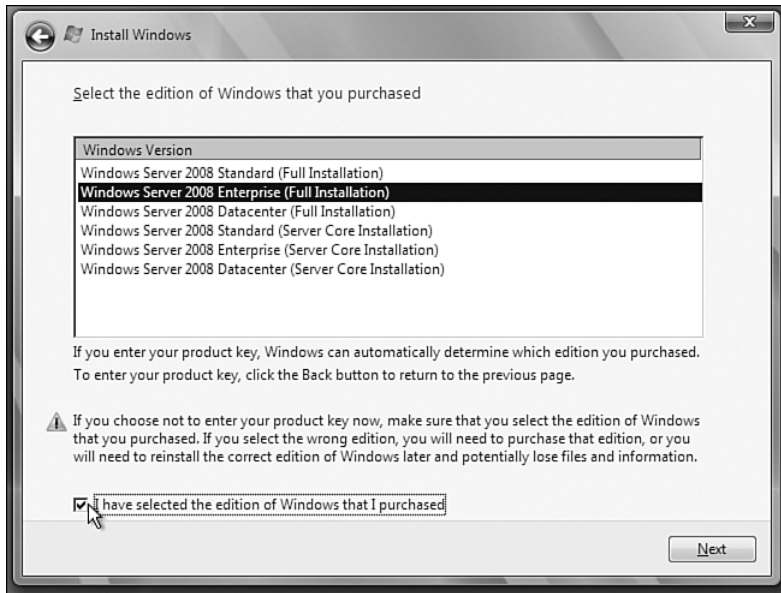 Install Windows
Select the edition of Windows that you purchased
Windows Version
Windows Server 2008 Standard (Full Installation)
Windows Server 2008 Enterprise (Full Installation)
Windows Server 2008 Datacenter (Full Installation)
Windows Server 2008 Standard (Server Core Installation)
Windows Server 2008 Enterprise (Server Core Installation)
Windows Server 2008 Datacenter (Server Core Installation)
If you enter your product key, Windows can automatically determine which edition you purchased.
To enter your product key, click the Back button to return to the previous page.
If you choose not to enter your product key now, make sure that you select the edition of Windows
that you purchased. If you select the wrong edition, you will need to purchase that edition, or you
will need to reinstall the correct edition of Windows later and potentially lose files and information.
I have selected the edition of Windows that I purchased
Next